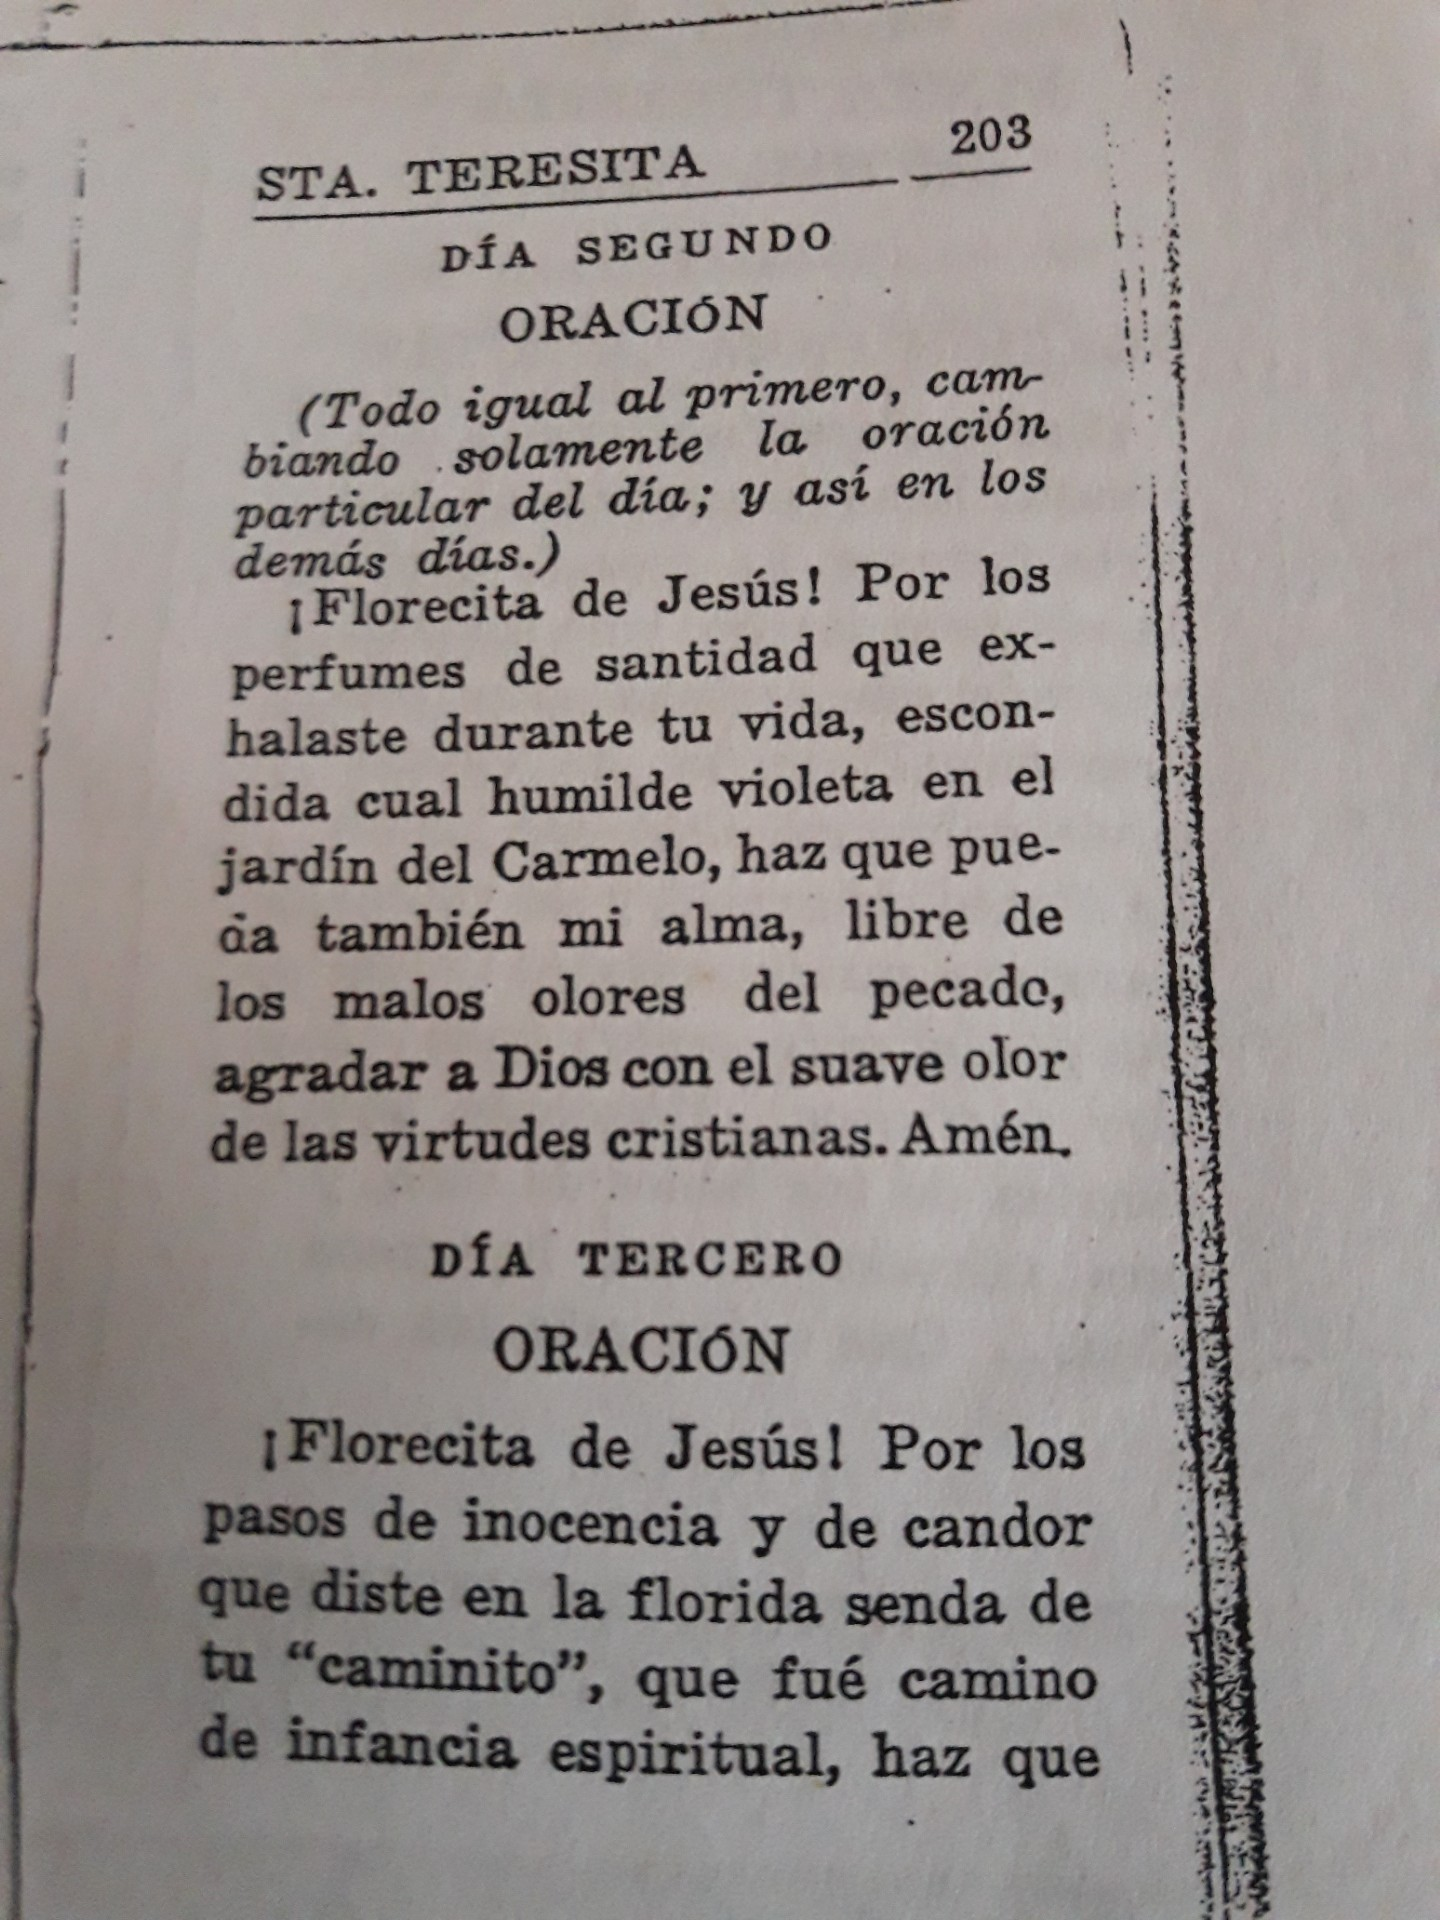 STA. TERESITA 203
DÍA SEGUNDO
ORACIÓN
(Todo igual al primero, cam-
biando solamente la oración
particular del día; y así en los
demás días.)
¡Florecita de Jesús! Por los
perfumes de santidad que ex-
halaste durante tu vida, escon-
dida cual humilde violeta en el
jardín del Carmelo, haz que pue-
da también mi alma, libre de
los malos olores del pecado,
agradar a Dios con el suave olor
de las virtudes cristianas. Amén.
DÍA TERCERO
ORACIÓN
¡Florecita de Jesús! Por los
pasos de inocencia y de candor
que diste en la florida senda de
tu “caminito”, que fué camino
de infancia espiritual, haz que